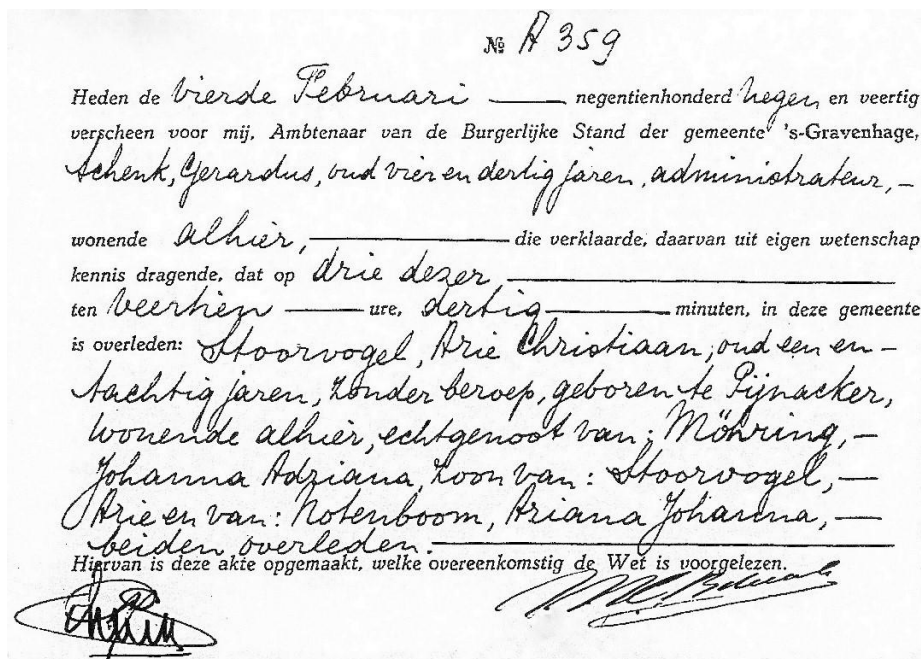 № A 359
Heden de vierde Februari negentienhonderd negen en veertig
verscheen voor mij, Ambtenaar van de Burgerlijke Stand der gemeente 's-Gravenhage,
Schenk, Gerardus, oud vier en dertig jaren, administrateur, —
wonende alhier, die verklaarde, daarvan uit eigen wetenschap
kennis dragende, dat op drie dezer,
ten veertien ure, dertig minuten, in deze gemeente
is overleden: Stoorvogel, Arie Christiaan, oud een en —
tachtig jaren, zonder beroep, geboren te Pijnacker,
wonende alhier, echtgenoot van: Möhring, —
Johanna Adriana, zoon van: Stoorvogel, —
Arie en van: Notenboom, Ariana Johanna, —
beiden overleden.
Hiervan is deze akte opgemaakt, welke overeenkomstig de Wet is voorgelezen.